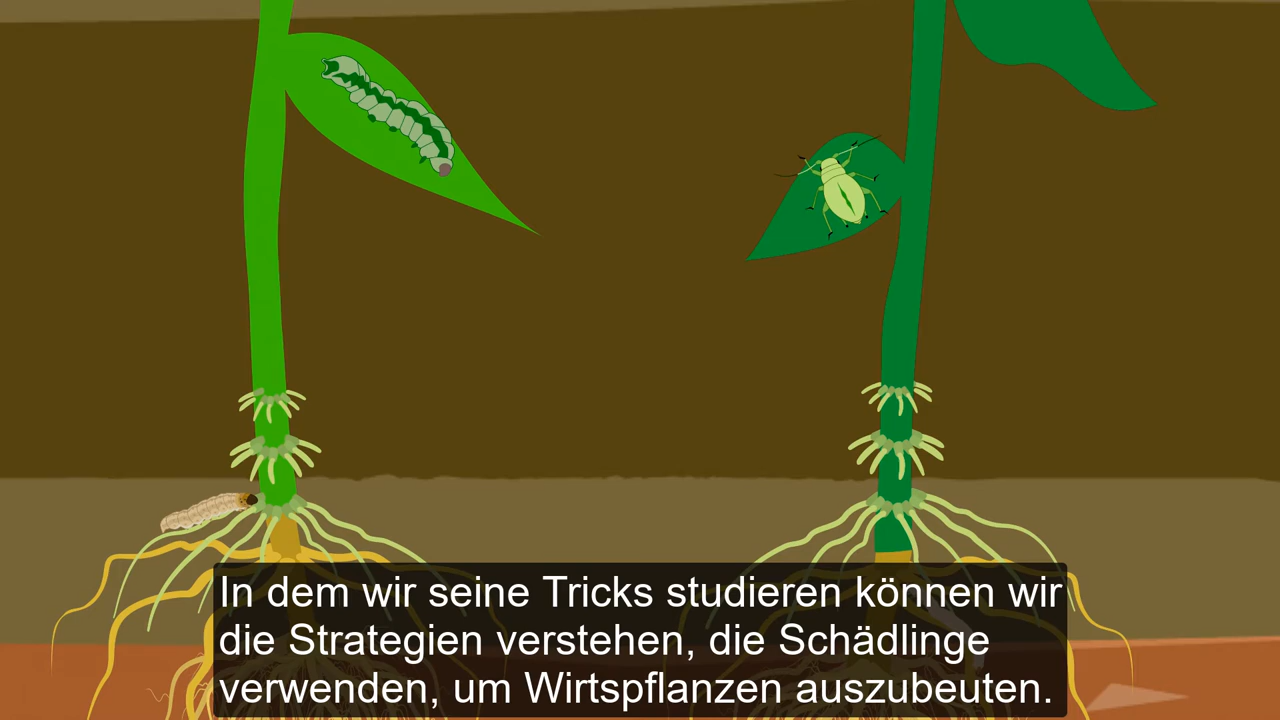 In dem wir seine Tricks studieren können wir
die Strategien verstehen, die Schädlinge
verwenden, um Wirtspflanzen auszubeuten.